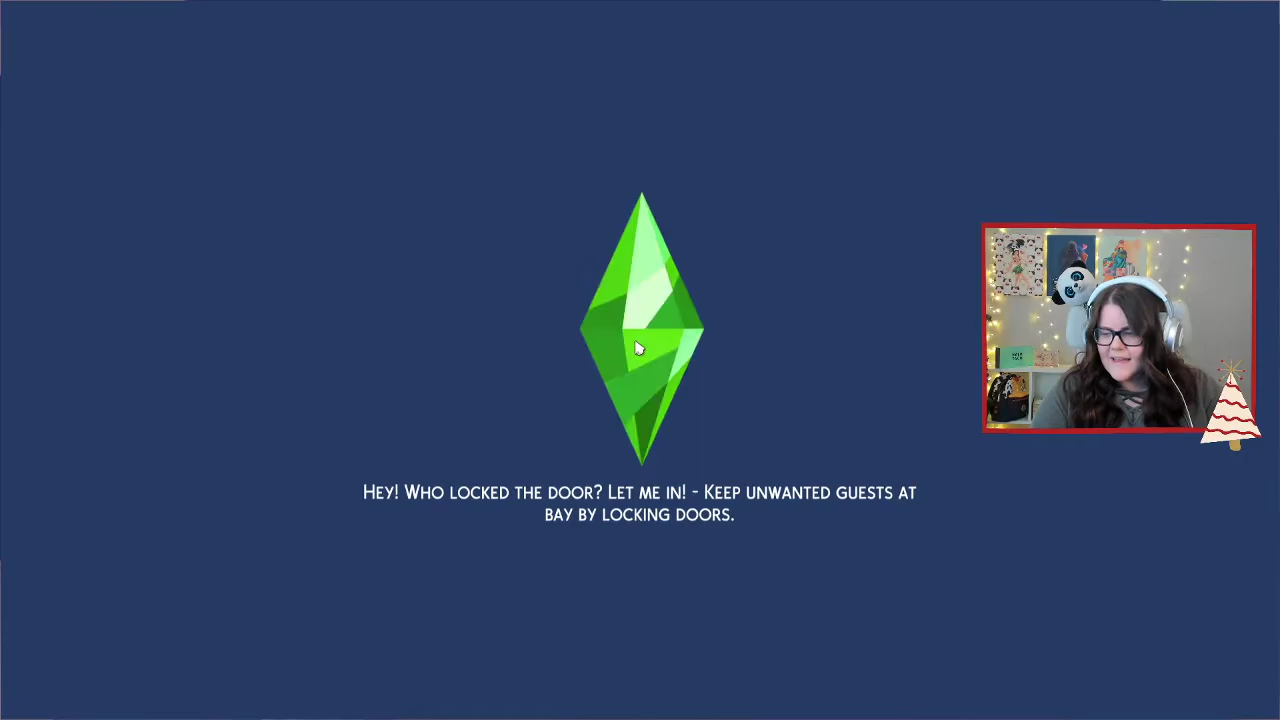 Hey! Who locked the door? Let me in! - Keep unwanted guests at
bay by locking doors.